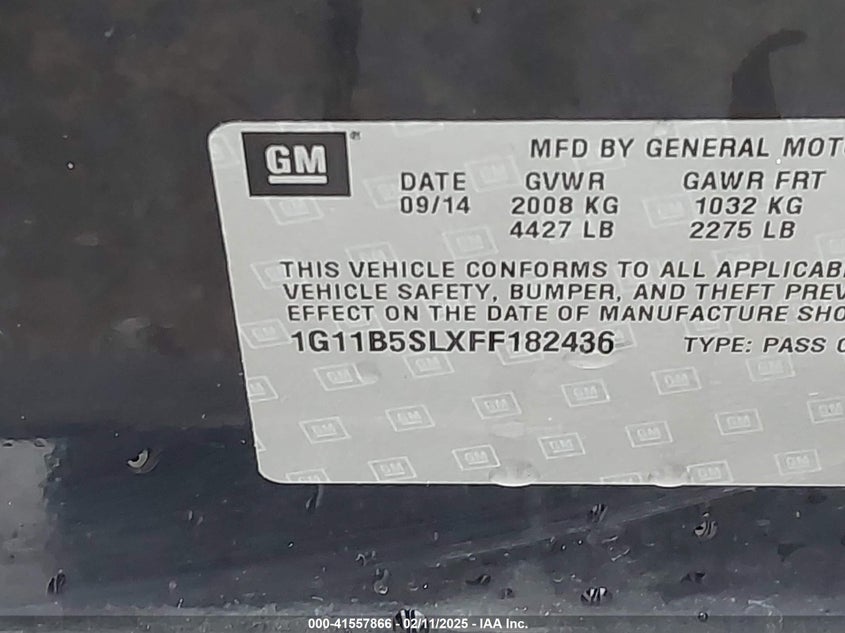 GM
MFD BY GENERAL MOT
DATE GVWR GAWR FRT
09/14 2008 KG 1032 KG
4427 LB 2275 LB
THIS VEHICLE CONFORMS TO ALL APPLICAB
VEHICLE SAFETY, BUMPER, AND THEFT PREV
EFFECT ON THE DATE OF MANUFACTURE SHO
1G11B5SLXFF182436 TYPE: PASS C
000-41557866 - 02/11/2025 - IAA Inc.